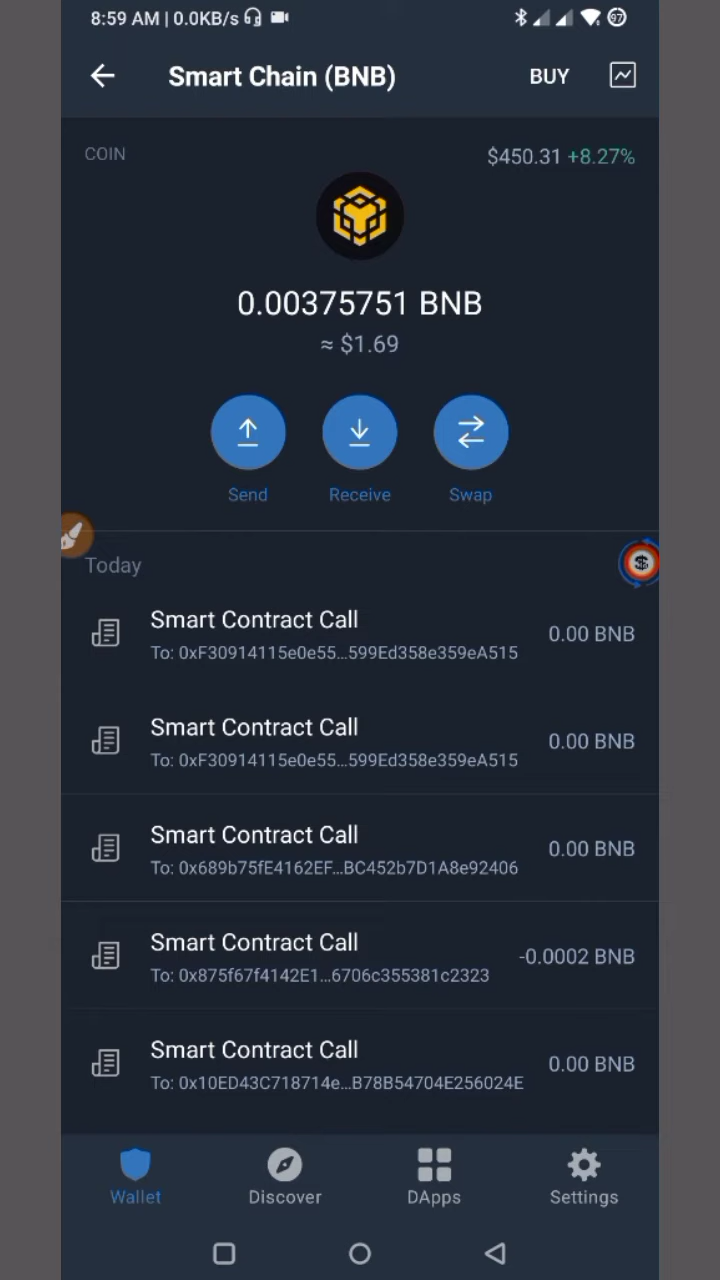 8:59 AM | 0.0KB/s
97
Smart Chain (BNB)
BUY
COIN
$450.31 +8.27%
0.00375751 BNB
≈ $1.69
Send
Receive
Swap
Today
$
Smart Contract Call
0.00 BNB
To: 0xF30914115e0e55...599Ed358e359eA515
Smart Contract Call
0.00 BNB
To: 0xF30914115e0e55...599Ed358e359eA515
Smart Contract Call
0.00 BNB
To: 0x689b75fE4162EF...BC452b7D1A8e92406
Smart Contract Call
-0.0002 BNB
To: 0x875f67f4142E1...6706c355381c2323
Smart Contract Call
0.00 BNB
To: 0x10ED43C718714e...B78B54704E256024E
Wallet
Discover
DApps
Settings